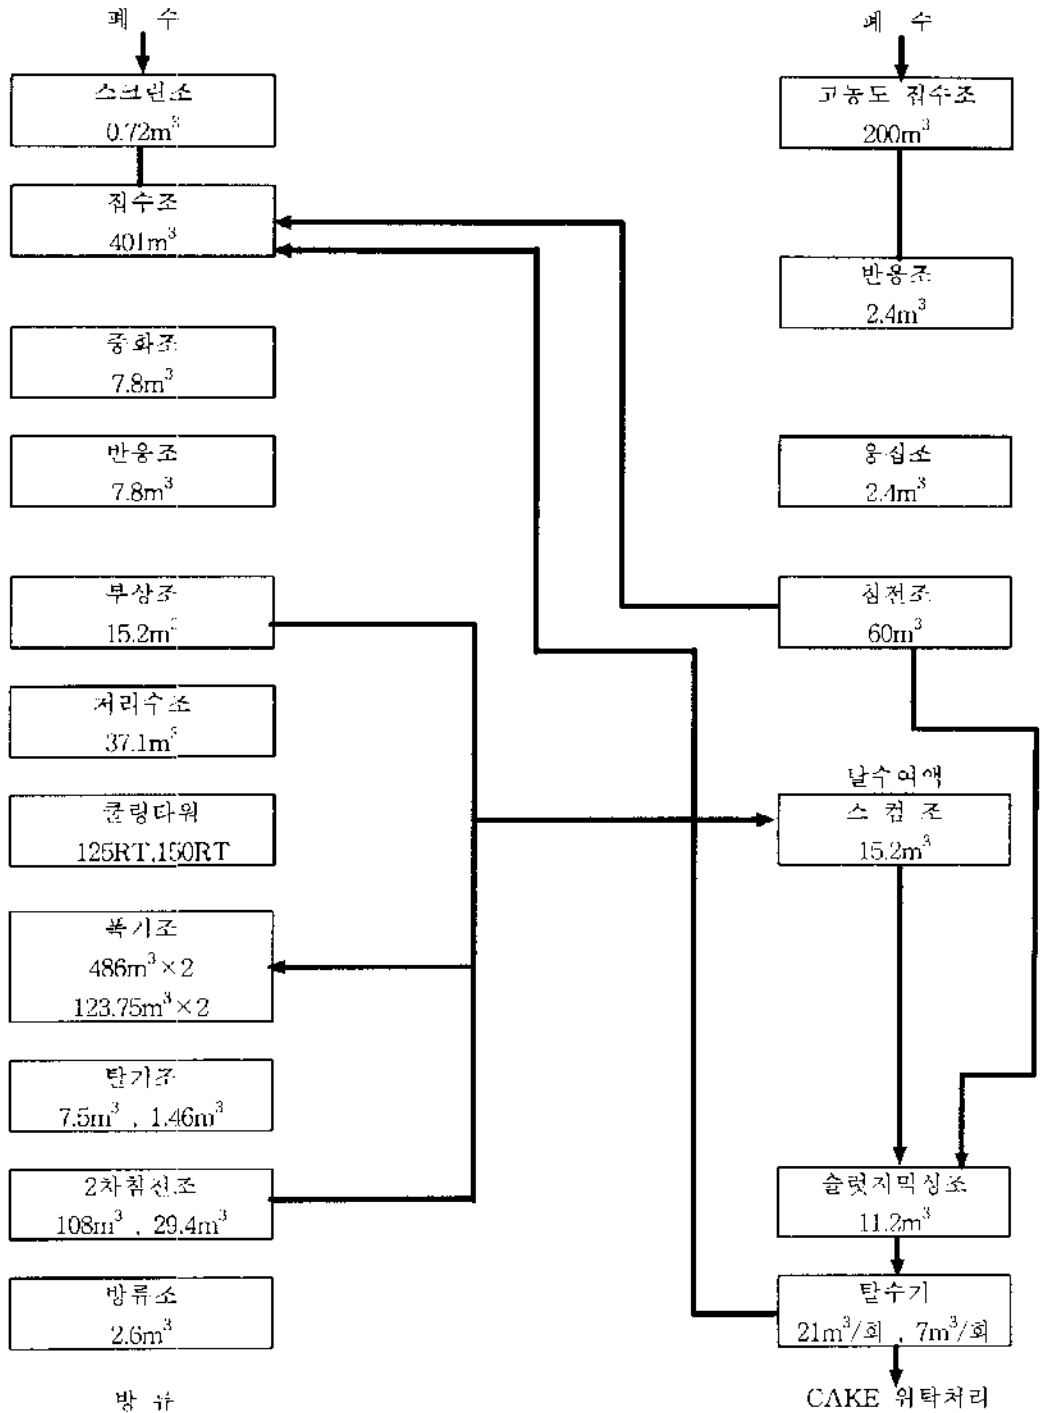 폐 수
스크린조
0.72m³
집수조
401m³
중화조
7.8m³
반응조
7.8m³
부상조
15.2m³
처리수조
37.1m³
쿨링타워
125RT,150RT
폭기조
486m³×2
123.75m³×2
탈기조
7.5m³ , 1.46m³
2차침전조
108m³ , 29.4m³
방류조
2.6m³
방 류
폐 수
고농도 집수조
200m³
반응조
2.4m³
응집조
2.4m³
침전조
60m³
탈수여액
스 컴 조
15.2m³
슬럿지믹싱조
11.2m³
탈수기
21m³/회 , 7m³/회
CAKE 위탁처리